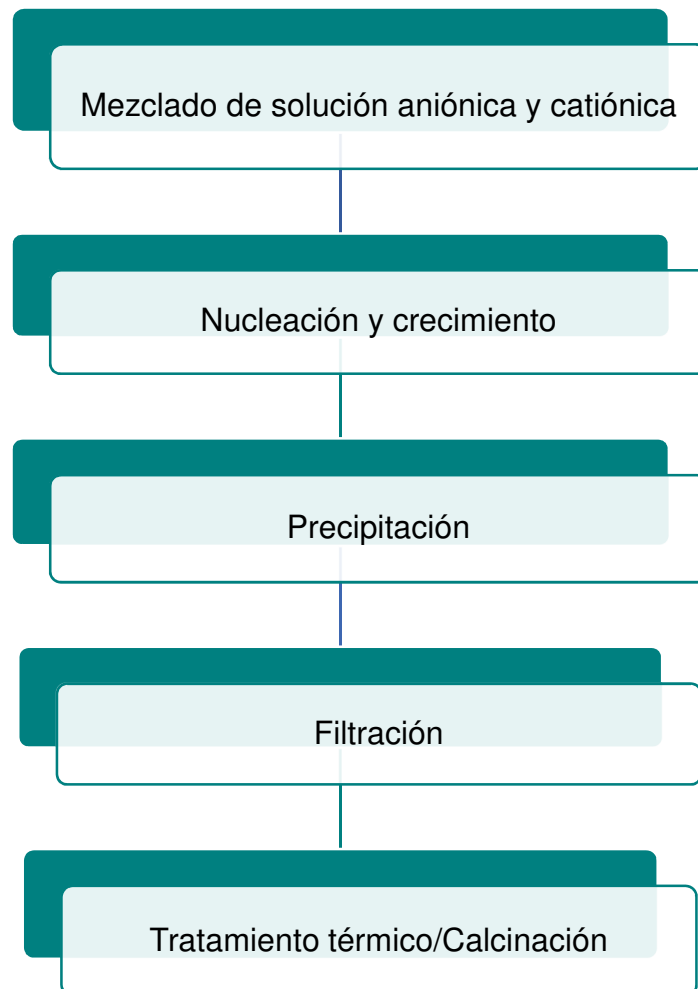 Mezclado de solución aniónica y catiónica
Nucleación y crecimiento
Precipitación
Filtración
Tratamiento térmico/Calcinación